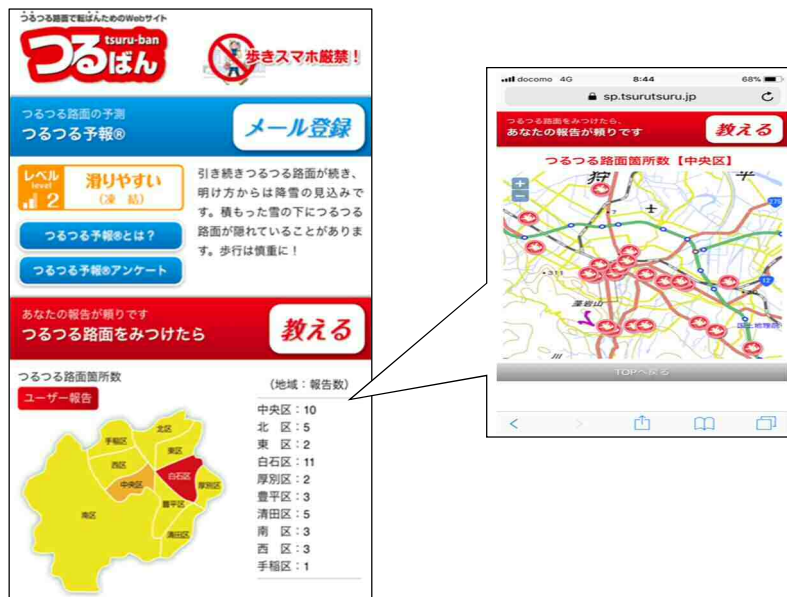 つるつる路面で転ばんためのWebサイト
tsuru-ban
つるばん
歩きスマホ厳禁!
つるつる路面の予測
つるつる予報®
メール登録
レベル
level
2
滑りやすい
(凍 結)
つるつる予報®とは?
つるつる予報®アンケート
引き続きつるつる路面が続き、
明け方からは降雪の見込みで
す。積もった雪の下につるつる
路面が隠れていることがありま
す。歩行は慎重に!
あなたの報告が頼りです
つるつる路面をみつけたら
教える
つるつる路面箇所数
ユーザー報告
(地域:報告数)
中央区:10
北 区:5
東 区:2
白石区:11
厚別区:2
豊平区:3
清田区:5
南 区:3
西 区:3
手稲区:1
北区
手稲区
東区
西区
白石区
中央区
厚別区
豊平区
南区
清田区
docomo 4G 8:44 68%
sp.tsurutsuru.jp
つるつる路面をみつけたら、
あなたの報告が頼りです
教える
つるつる路面箇所数【中央区】
+
−
狩
平
275
・311
12
藻岩山
川
国土地理院
TOPへ戻る